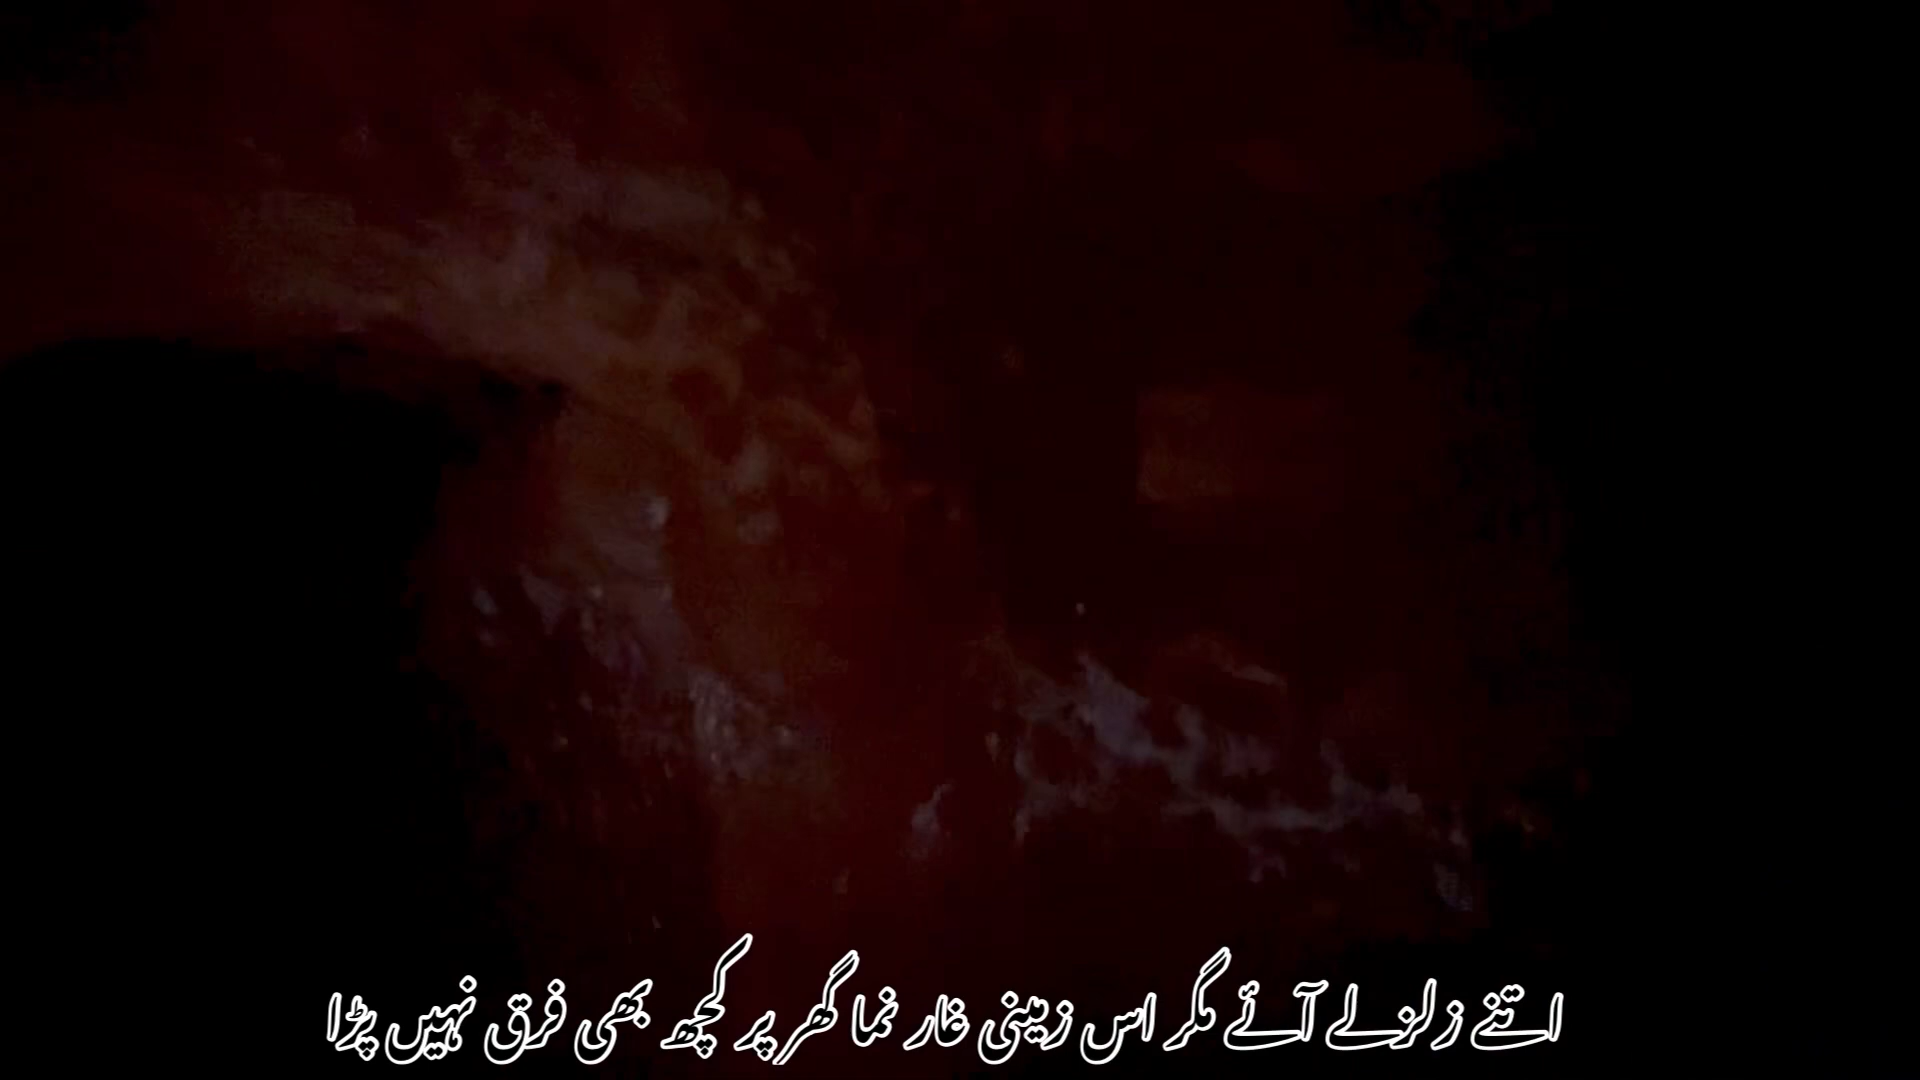 اتنے زلزلے آئے مگر اس زمینی غار نما گھر پر کچھ بھی فرق نہیں پڑا